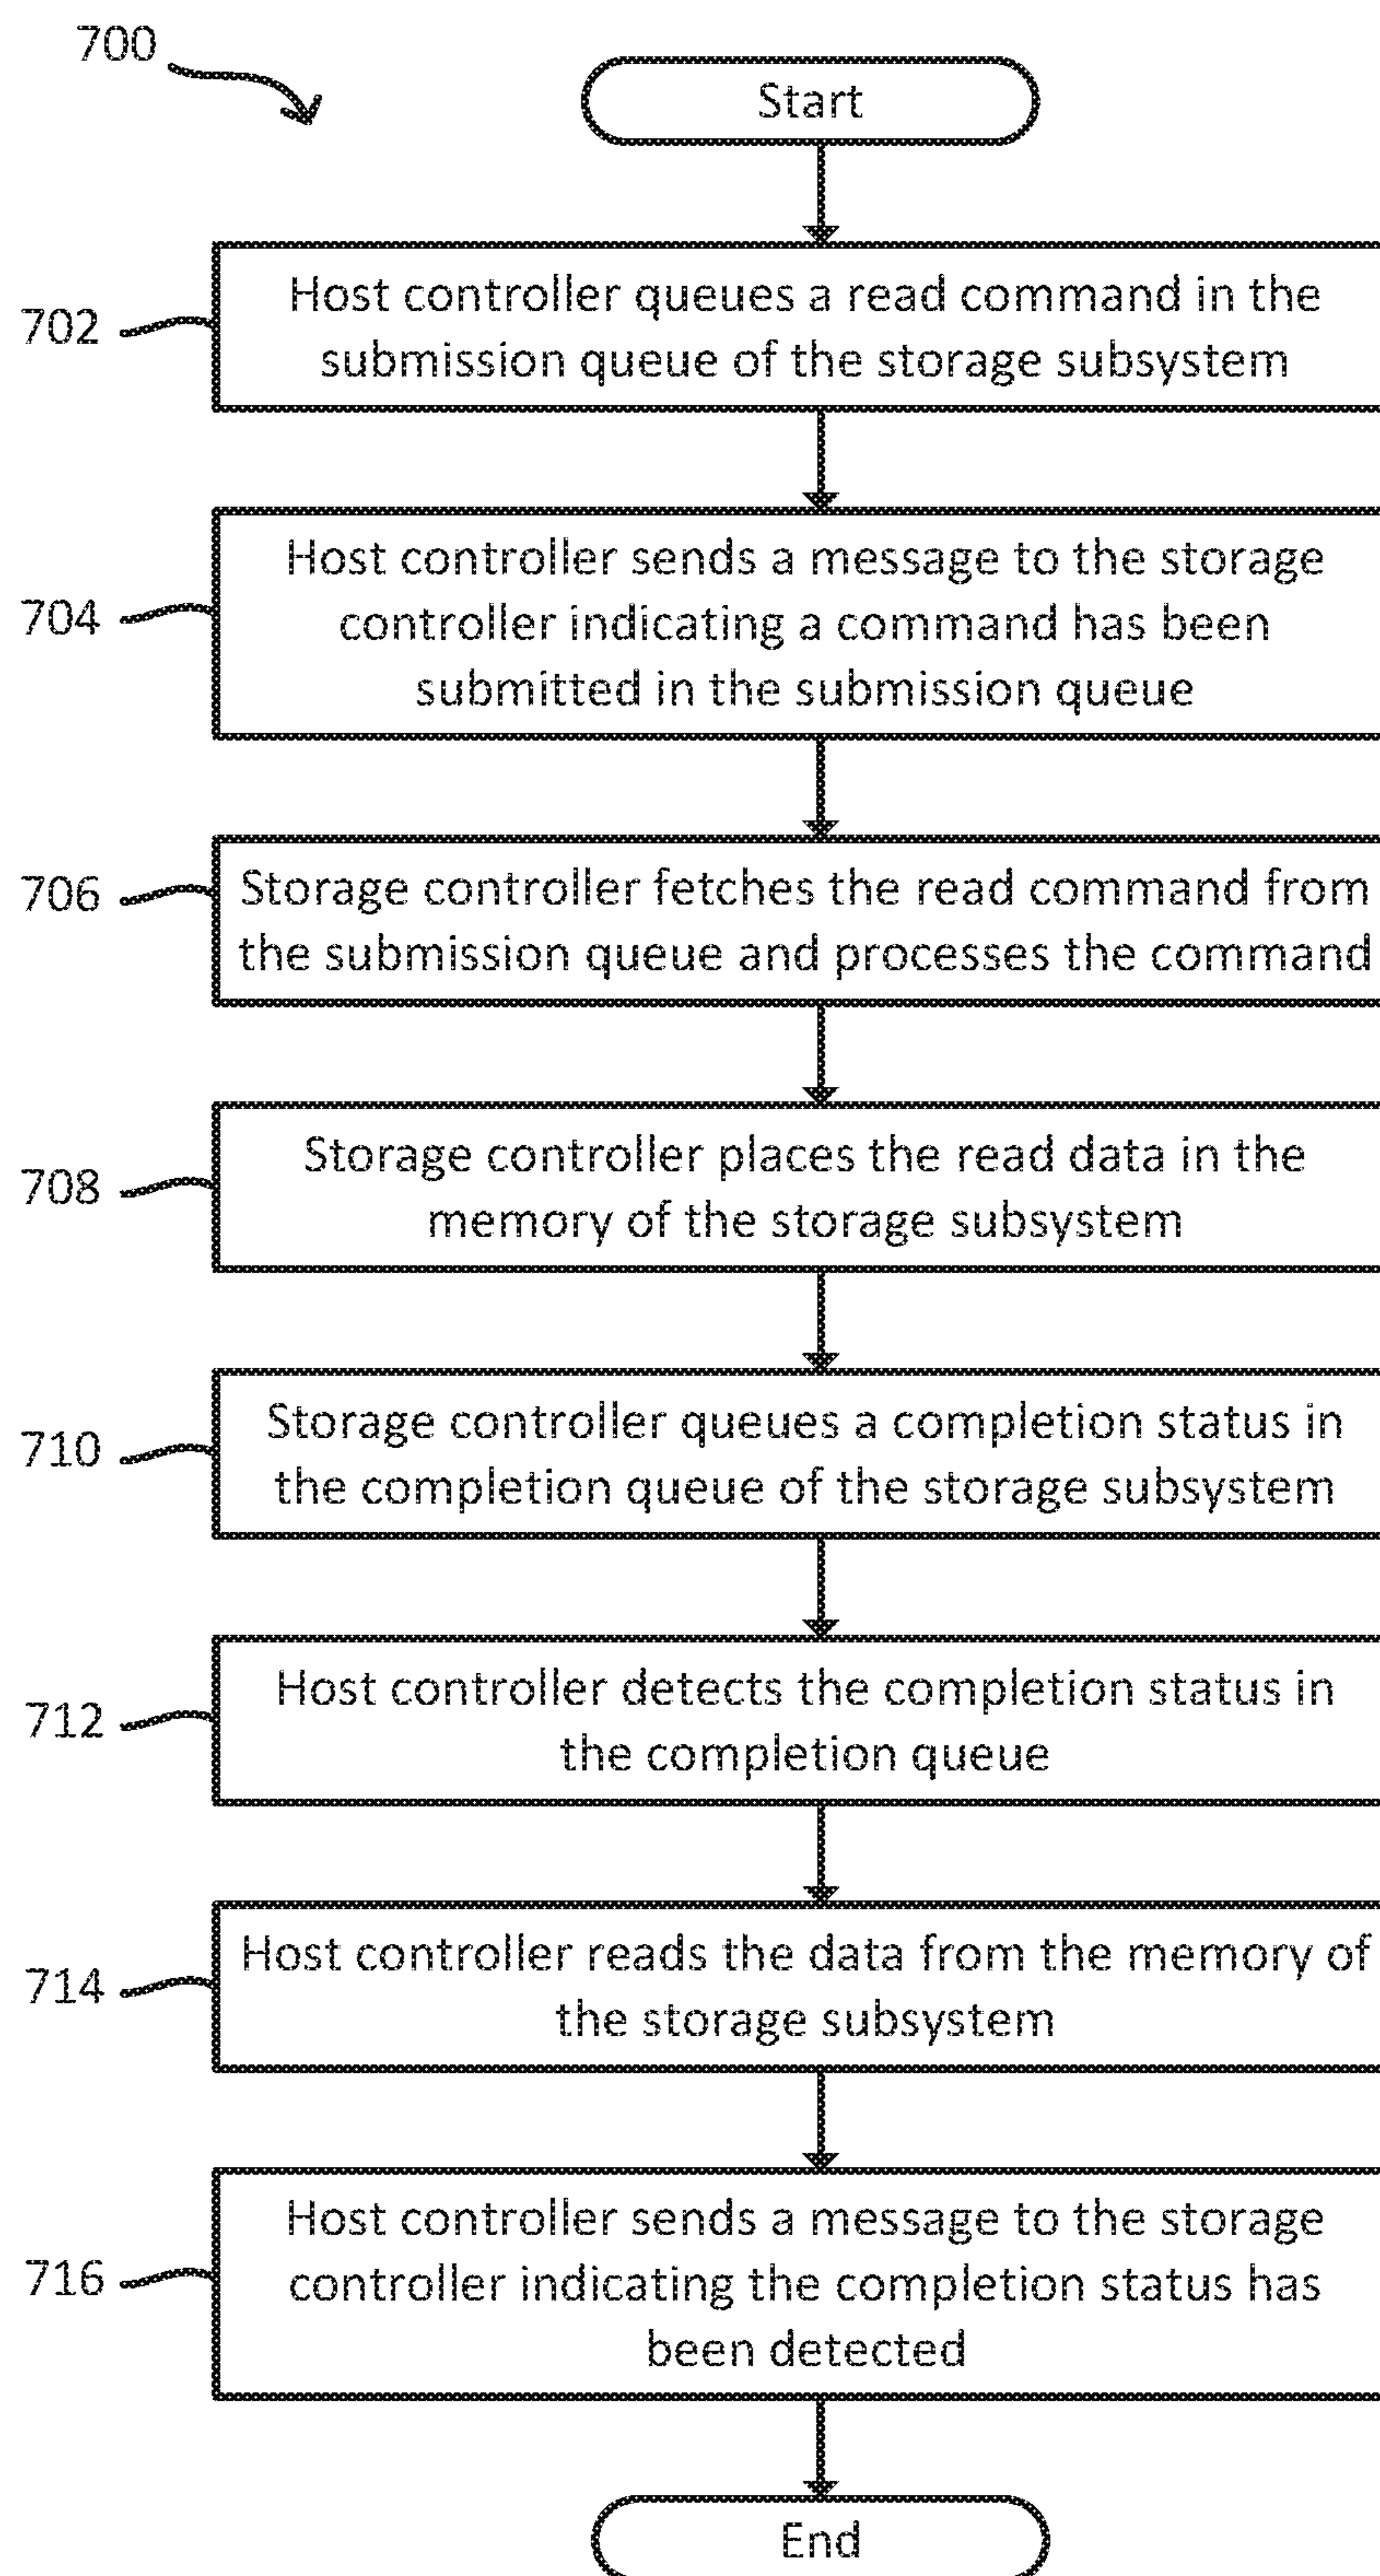 700
Start
702
Host controller queues a read command in the
submission queue of the storage subsystem
704
Host controller sends a message to the storage
controller indicating a command has been
submitted in the submission queue
706
Storage controller fetches the read command from
the submission queue and processes the command
708
Storage controller places the read data in the
memory of the storage subsystem
710
Storage controller queues a completion status in
the completion queue of the storage subsystem
712
Host controller detects the completion status in
the completion queue
714
Host controller reads the data from the memory of
the storage subsystem
716
Host controller sends a message to the storage
controller indicating the completion status has
been detected
End